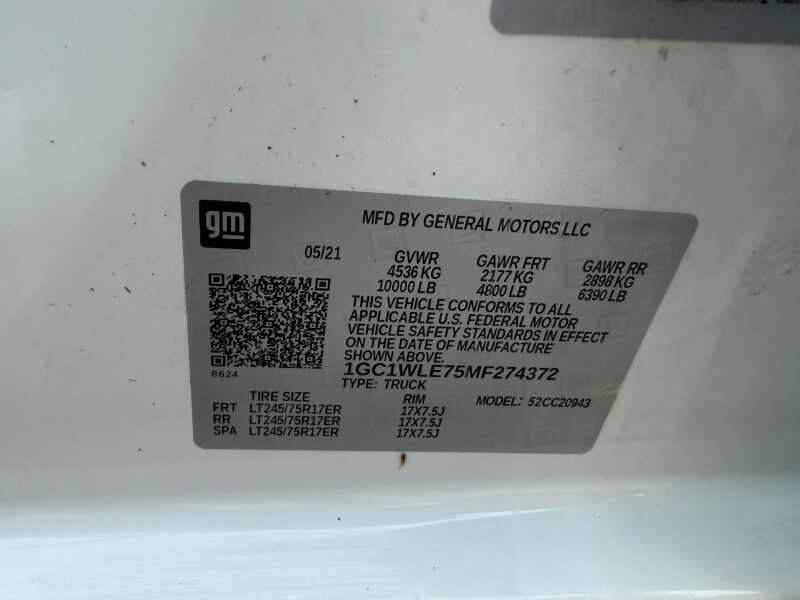 gm
MFD BY GENERAL MOTORS LLC
05/21
GVWR GAWR FRT GAWR RR
4536 KG 2177 KG 2898 KG
10000 LB 4800 LB 6390 LB
THIS VEHICLE CONFORMS TO ALL
APPLICABLE U.S. FEDERAL MOTOR
VEHICLE SAFETY STANDARDS IN EFFECT
ON THE DATE OF MANUFACTURE
SHOWN ABOVE.
8624
1GC1WLE75MF274372
TYPE: TRUCK
TIRE SIZE RIM MODEL: 52CC20943
FRT LT245/75R17ER 17X7.5J
RR LT245/75R17ER 17X7.5J
SPA LT245/75R17ER 17X7.5J